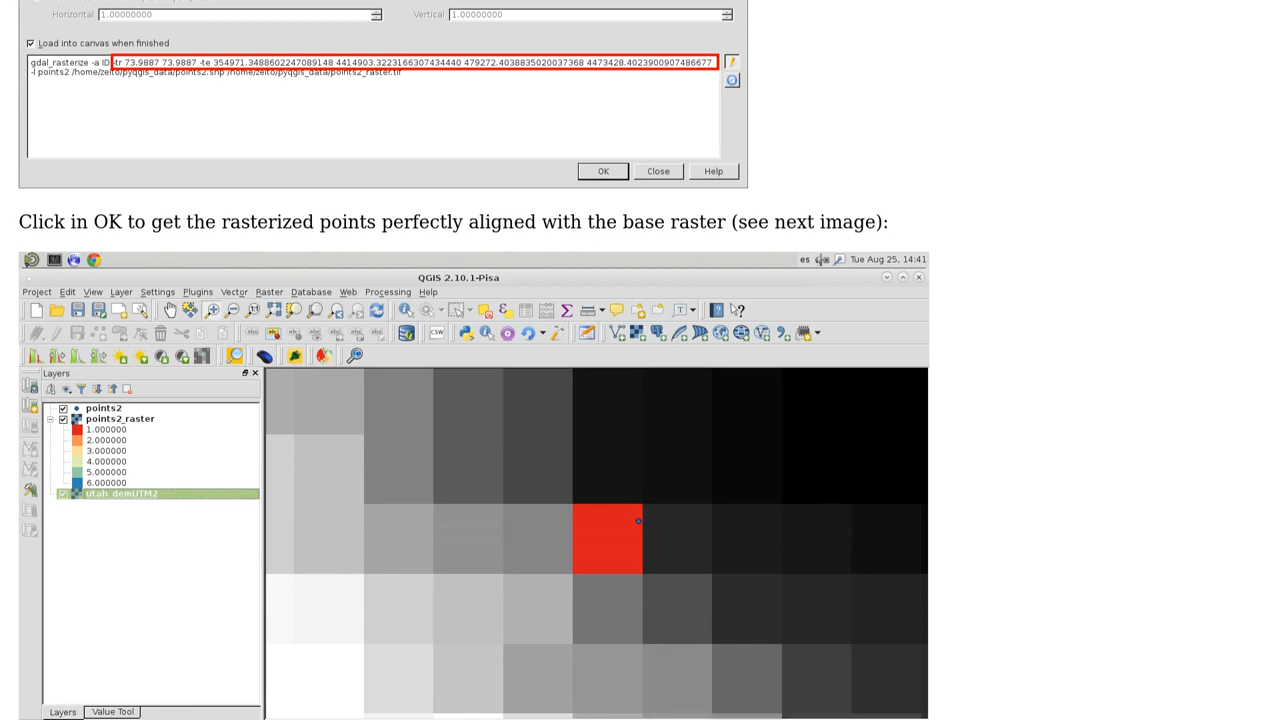 Horizontal 1.00000000 Vertical 1.00000000
Load into canvas when finished
gdal_rasterize -a ID -tr 73.9887 73.9887 -te 354971.3488602247089148 4414903.3223166307434440 479272.4038835020037368 4473428.4023900907486677
-l points2 /home/zeito/pyqgis_data/points2.shp /home/zeito/pyqgis_data/points2_raster.tif
OK Close Help
Click in OK to get the rasterized points perfectly aligned with the base raster (see next image):
es Tue Aug 25, 14:41
QGIS 2.10.1-Pisa
Project Edit View Layer Settings Plugins Vector Raster Database Web Processing Help
Layers
points2
points2_raster
1.000000
2.000000
3.000000
4.000000
5.000000
6.000000
utah_demUTM2
Layers Value Tool